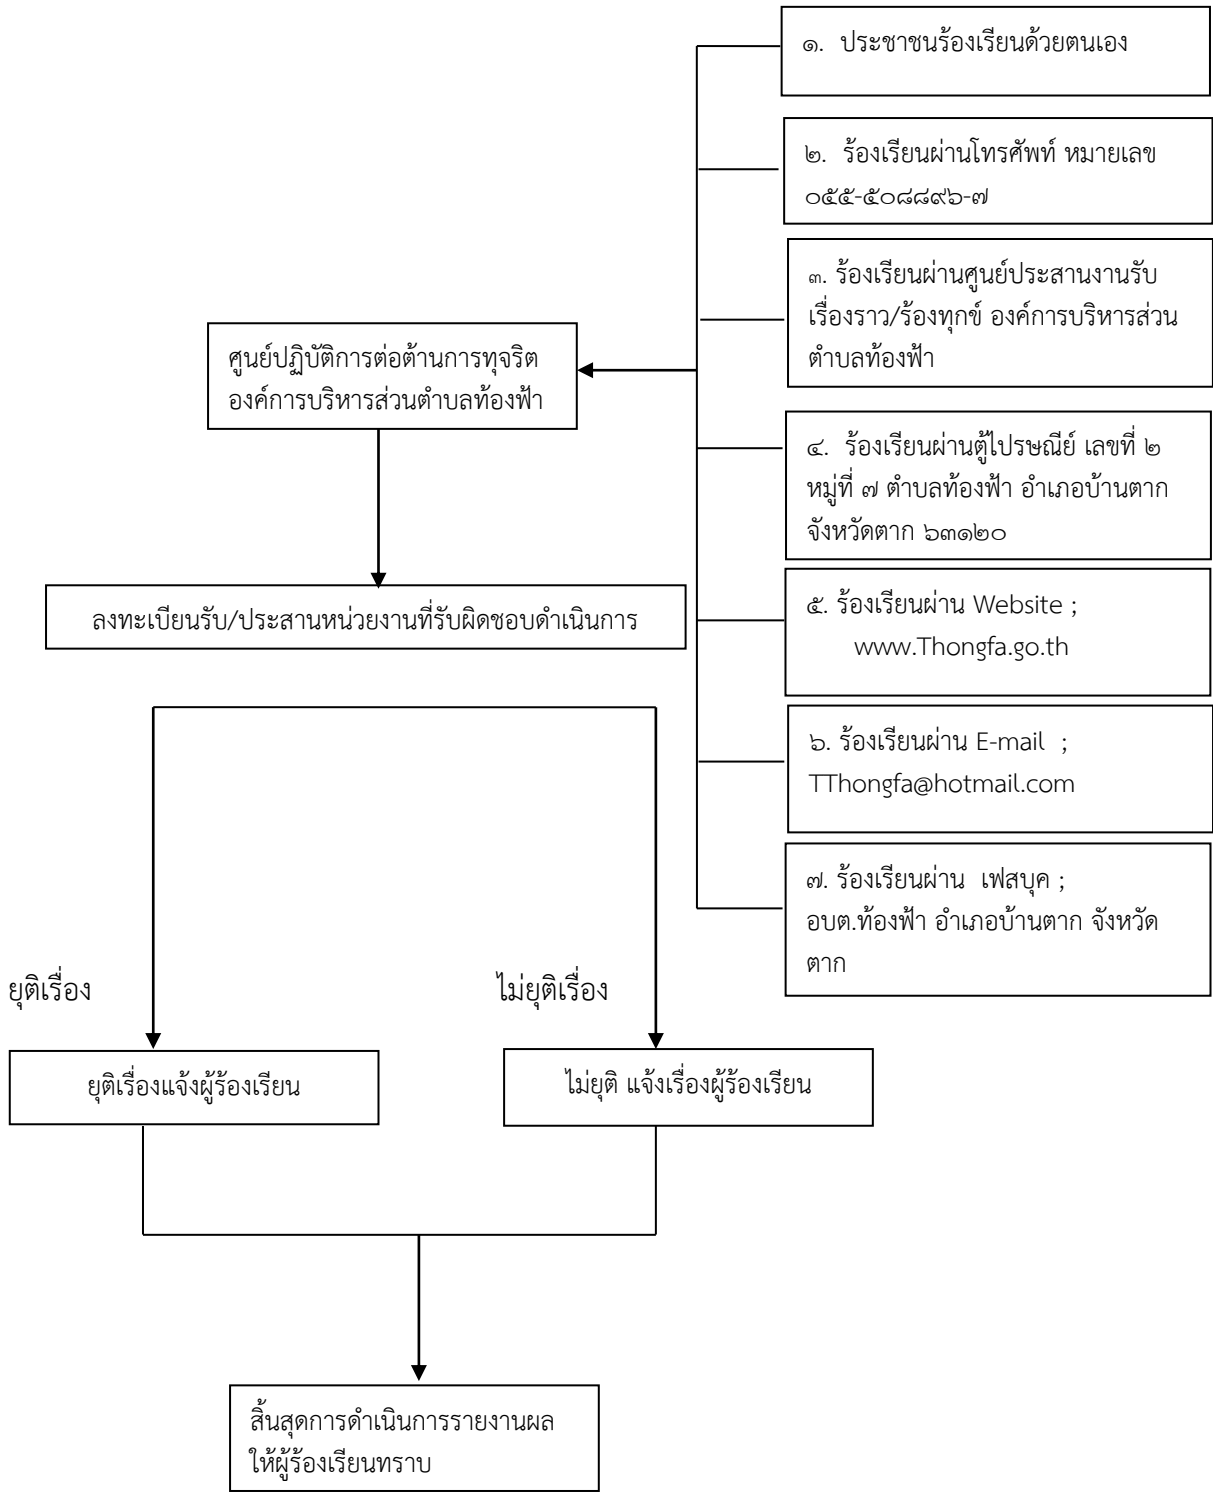 ๑.  ประชาชนร้องเรียนด้วยตนเอง
๒.  ร้องเรียนผ่านโทรศัพท์ หมายเลข
๐๕๕-๕๐๘๘๙๖-๗
๓. ร้องเรียนผ่านศูนย์ประสานงานรับ
เรื่องราว/ร้องทุกข์ องค์การบริหารส่วน
ตำบลท้องฟ้า
ศูนย์ปฏิบัติการต่อต้านการทุจริต
องค์การบริหารส่วนตำบลท้องฟ้า
๔.  ร้องเรียนผ่านตู้ไปรษณีย์ เลขที่ ๒
หมู่ที่ ๗ ตำบลท้องฟ้า อำเภอบ้านตาก
จังหวัดตาก ๖๓๑๒๐
ลงทะเบียนรับ/ประสานหน่วยงานที่รับผิดชอบดำเนินการ
๕. ร้องเรียนผ่าน Website ;
www.Thongfa.go.th
๖. ร้องเรียนผ่าน E-mail  ;
TThongfa@hotmail.com
๗. ร้องเรียนผ่าน  เฟสบุค ;
อบต.ท้องฟ้า อำเภอบ้านตาก จังหวัด
ตาก
ยุติเรื่อง
ไม่ยุติเรื่อง
ยุติเรื่องแจ้งผู้ร้องเรียน
ไม่ยุติ แจ้งเรื่องผู้ร้องเรียน
สิ้นสุดการดำเนินการรายงานผล
ให้ผู้ร้องเรียนทราบ